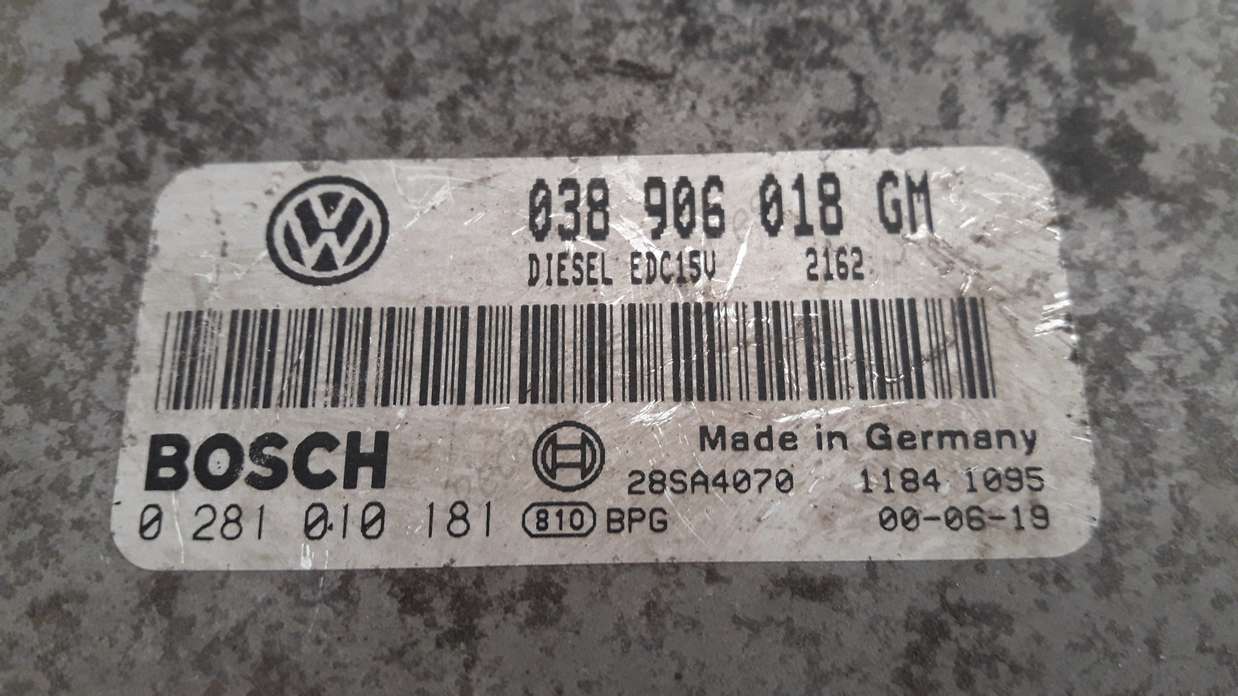 038 906 018 GM
DIESEL EDC15V 2162
BOSCH
Made in Germany
28SA4070 1184 1095
0 281 010 181 810 BPG 00-06-19